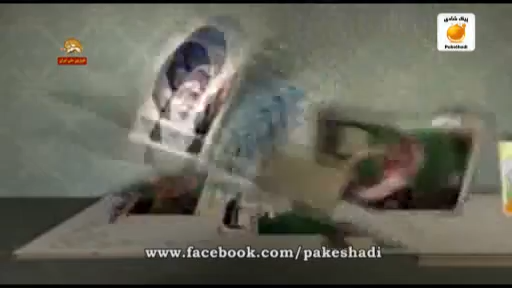 پیک شادی
Pakeshadi
www.facebook.com/pakeshadi